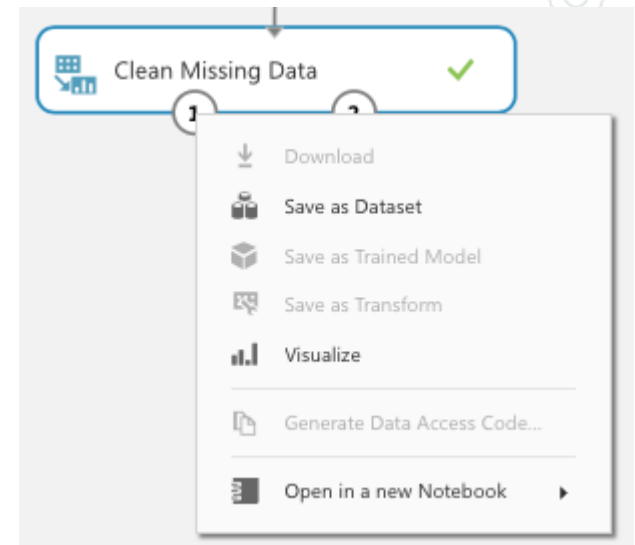 Clean Missing Data
1 2
Download
Save as Dataset
Save as Trained Model
Save as Transform
Visualize
Generate Data Access Code...
Open in a new Notebook